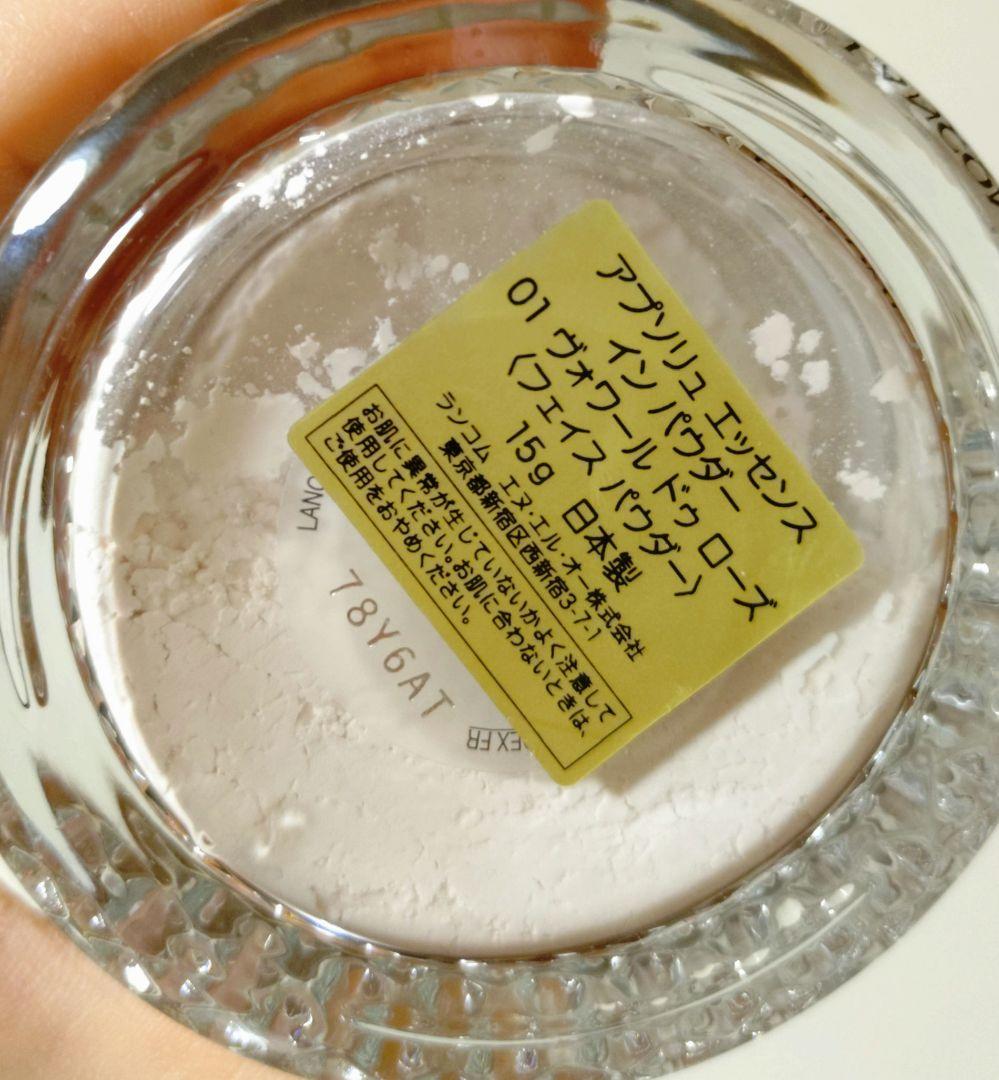 アプソリュ エッセンス
イン パウダー
01 ヴォワール ドゥ ローズ
〈フェイス パウダー〉
15g 日本製
ランコム エヌ・エル・オー株式会社
東京都新宿区西新宿3-7-1
お肌に異常が生じていないかよく注意して
使用してください。お肌に合わないときは、
ご使用をおやめください。
78Y6AT